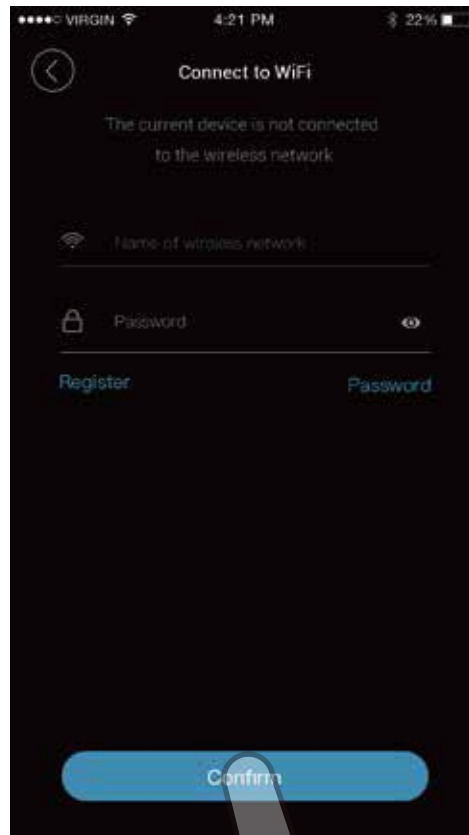 VIRGIN 4:21 PM 22%
Connect to WiFi
The current device is not connected
to the wireless network
Name of wireless network
Password
Register Password
Confirm